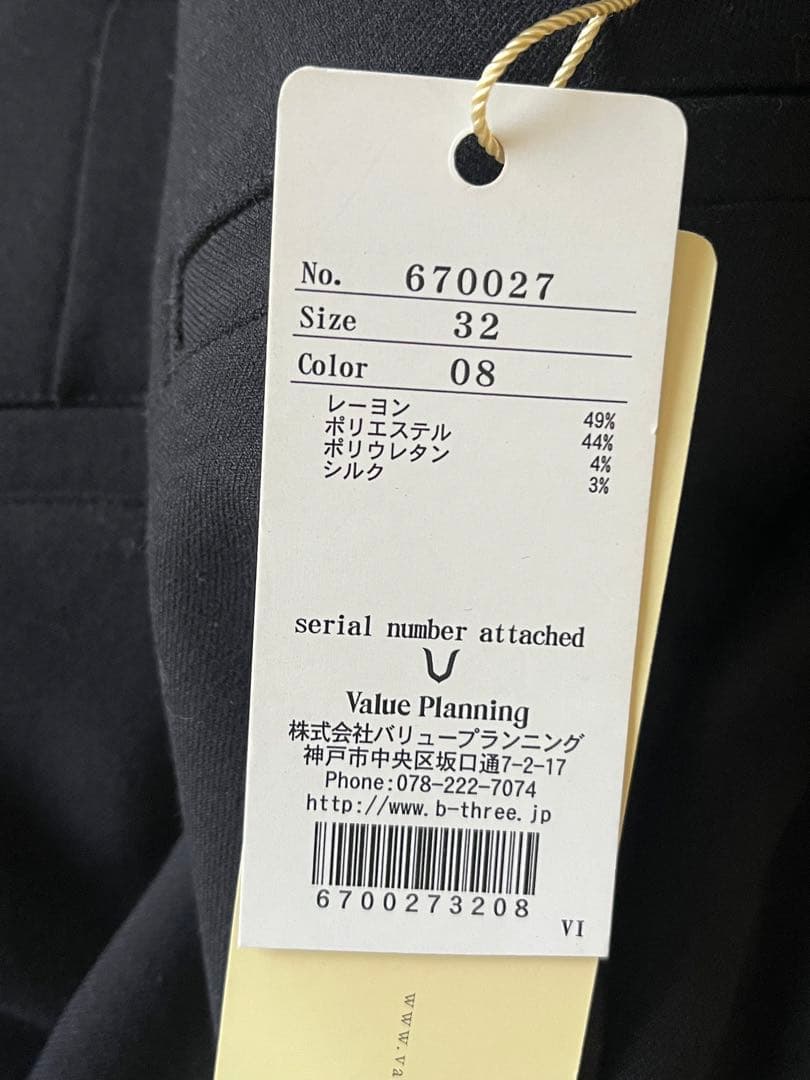 No. 670027
Size 32
Color 08
レーヨン 49%
ポリエステル 44%
ポリウレタン 4%
シルク 3%
serial number attached
Value Planning
株式会社バリュープランニング
神戸市中央区坂口通7-2-17
Phone:078-222-7074
http://www.b-three.jp
6700273208
VI
www.va